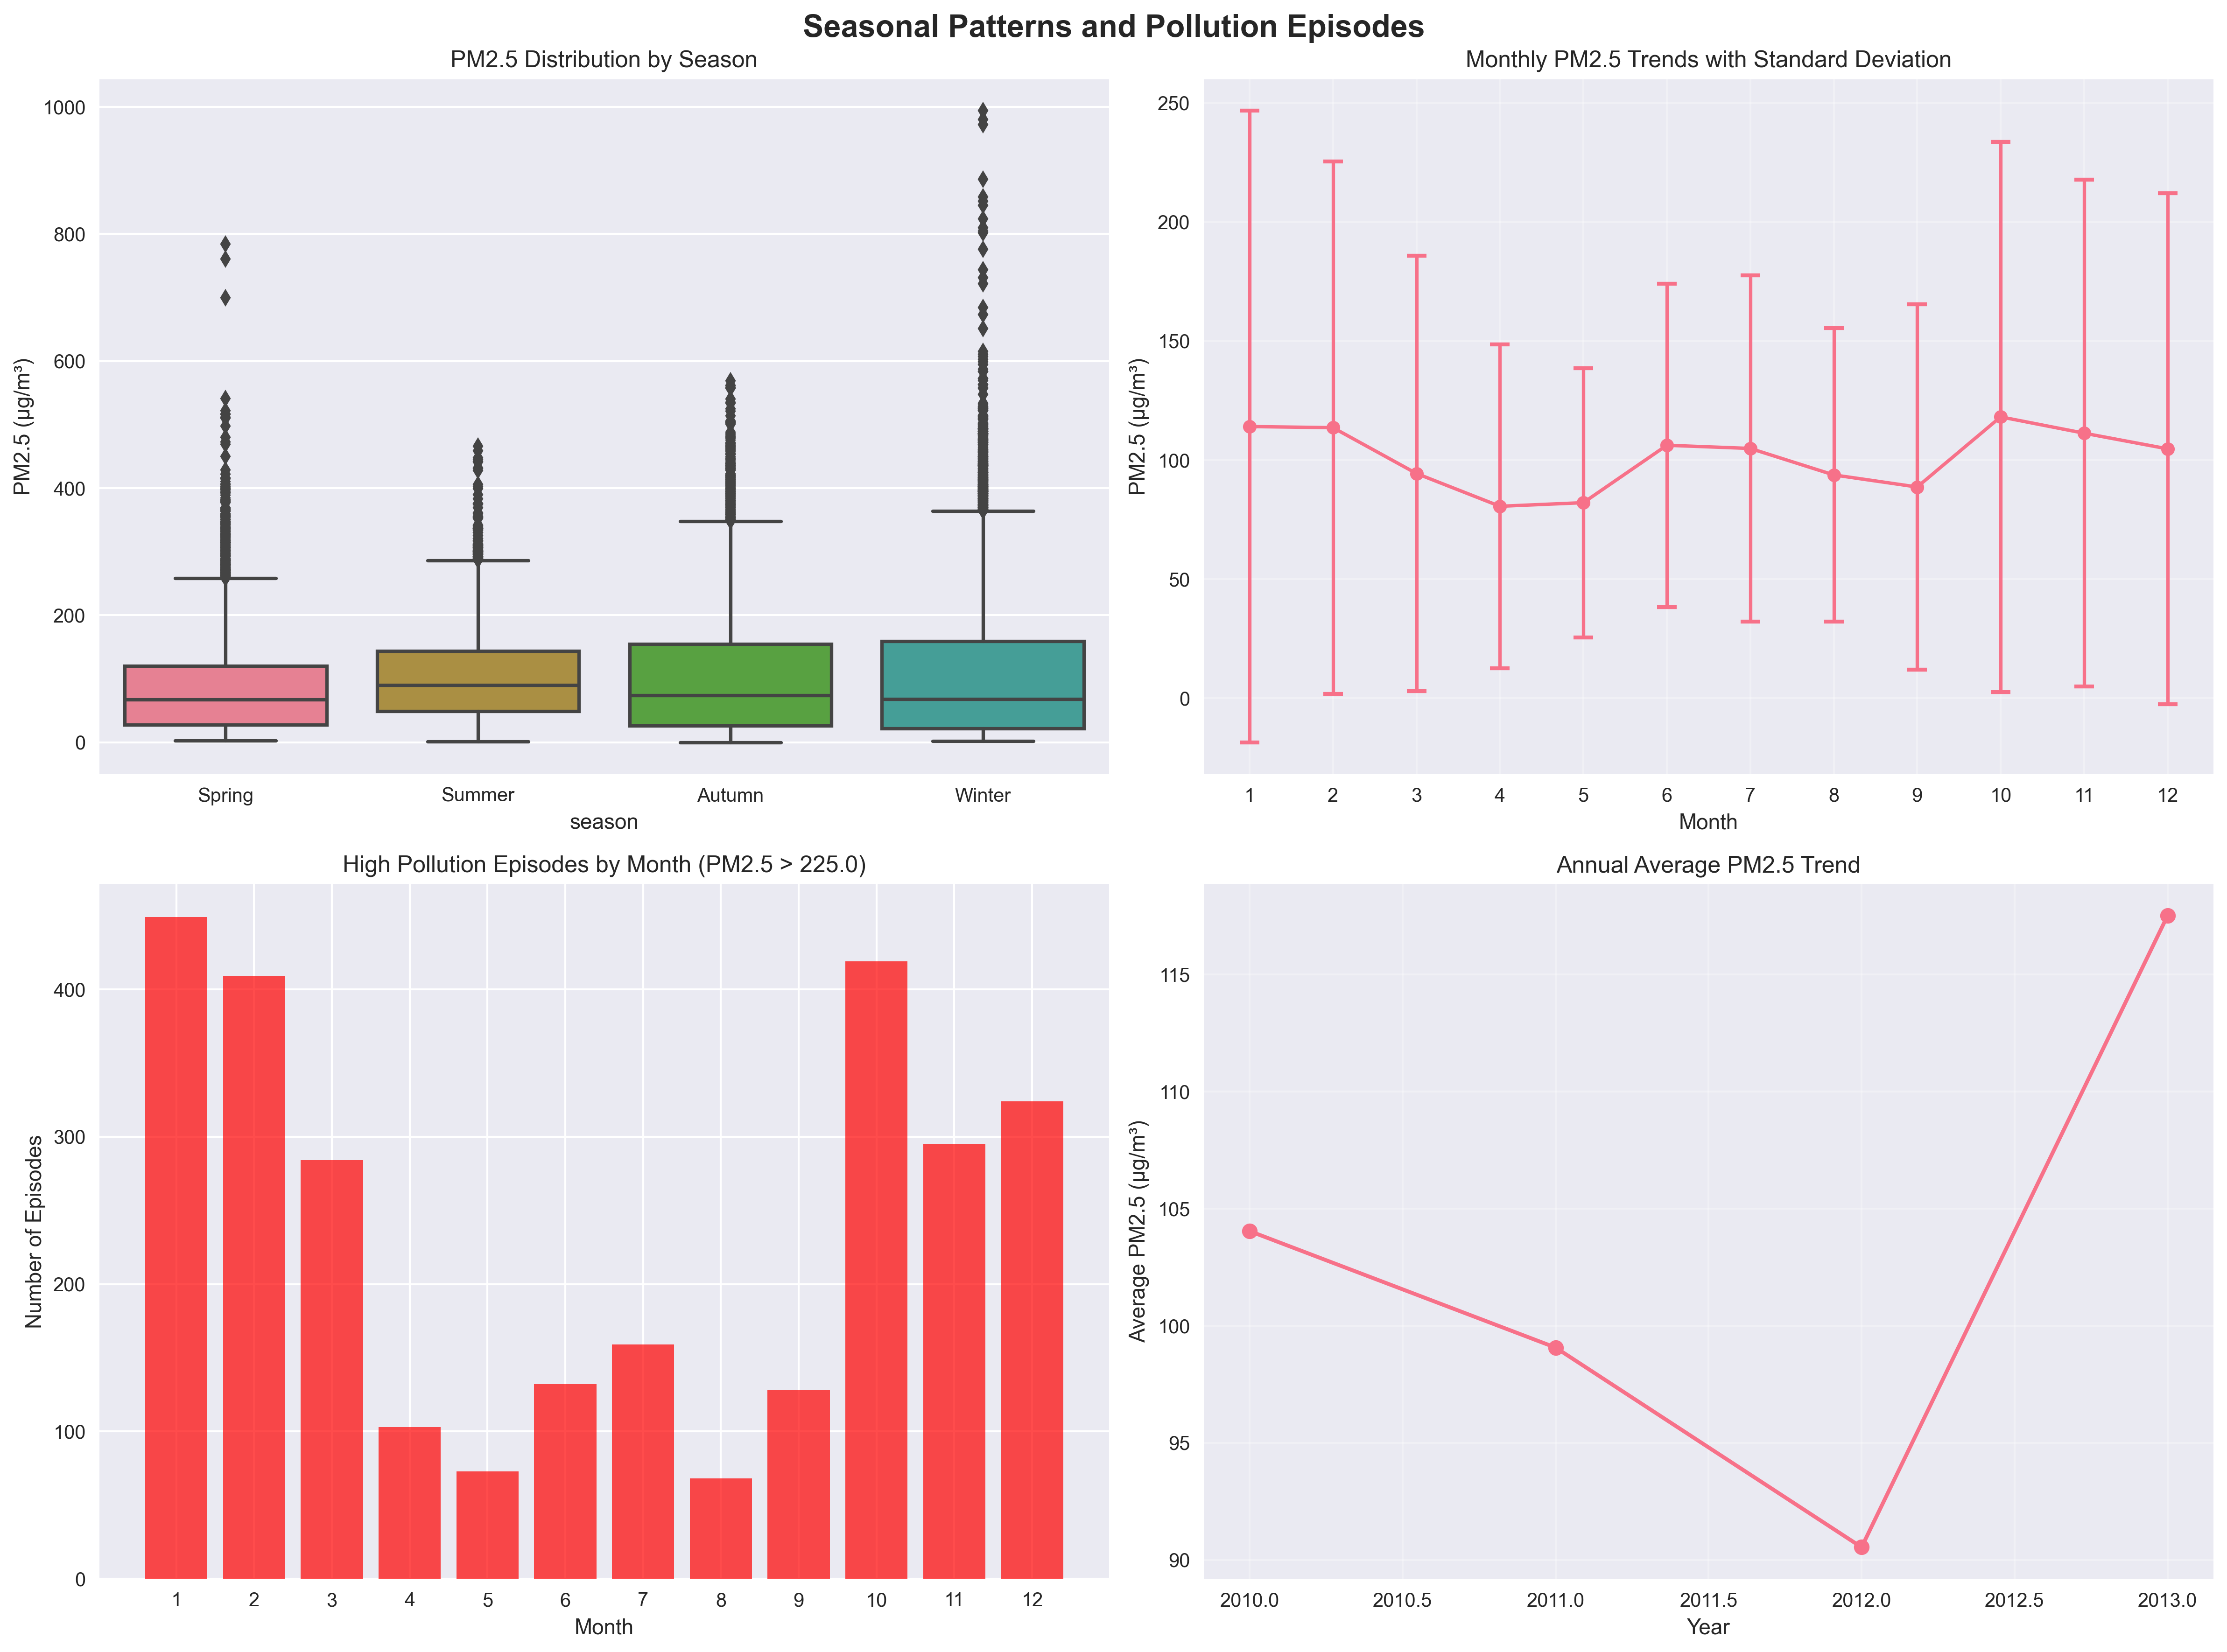 Seasonal Patterns and Pollution Episodes
PM2.5 Distribution by Season
1000
800
600
400
200
0
PM2.5 (µg/m³)
Spring Summer Autumn Winter
season
Monthly PM2.5 Trends with Standard Deviation
250
200
150
100
50
0
PM2.5 (µg/m³)
1 2 3 4 5 6 7 8 9 10 11 12
Month
High Pollution Episodes by Month (PM2.5 > 225.0)
400
300
200
100
0
Number of Episodes
1 2 3 4 5 6 7 8 9 10 11 12
Month
Annual Average PM2.5 Trend
115
110
105
100
95
90
Average PM2.5 (µg/m³)
2010.0 2010.5 2011.0 2011.5 2012.0 2012.5 2013.0
Year